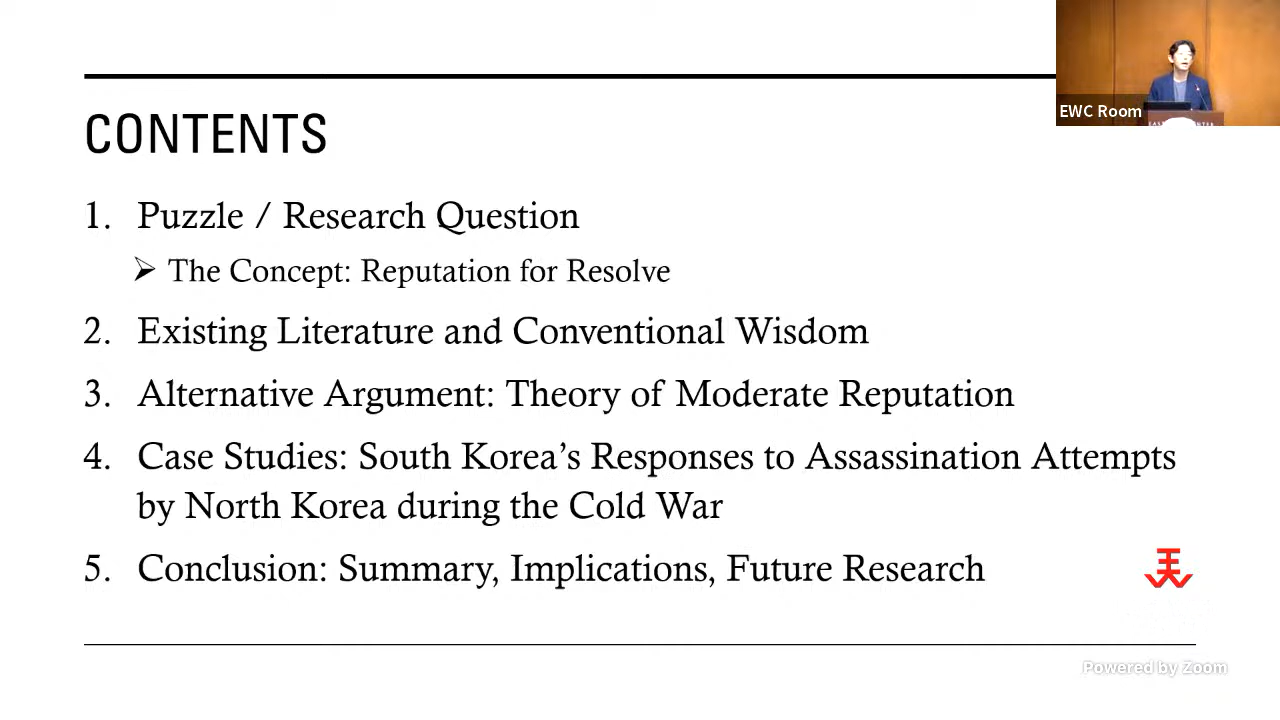 CONTENTS
EWC Room
1. Puzzle / Research Question
➢ The Concept: Reputation for Resolve
2. Existing Literature and Conventional Wisdom
3. Alternative Argument: Theory of Moderate Reputation
4. Case Studies: South Korea’s Responses to Assassination Attempts
by North Korea during the Cold War
5. Conclusion: Summary, Implications, Future Research
Powered by Zoom